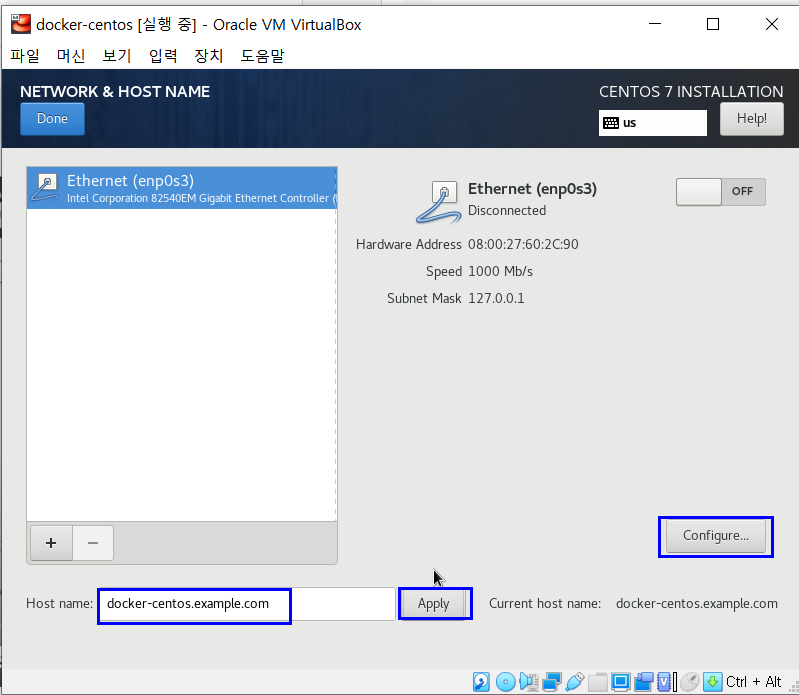 docker-centos [실행 중] - Oracle VM VirtualBox
파일 머신 보기 입력 장치 도움말
NETWORK & HOST NAME
CENTOS 7 INSTALLATION
Done
us
Help!
Ethernet (enp0s3)
Intel Corporation 82540EM Gigabit Ethernet Controller (
Ethernet (enp0s3)
Disconnected
OFF
Hardware Address 08:00:27:60:2C:90
Speed 1000 Mb/s
Subnet Mask 127.0.0.1
+ −
Configure...
Host name: docker-centos.example.com Apply Current host name: docker-centos.example.com
Ctrl + Alt